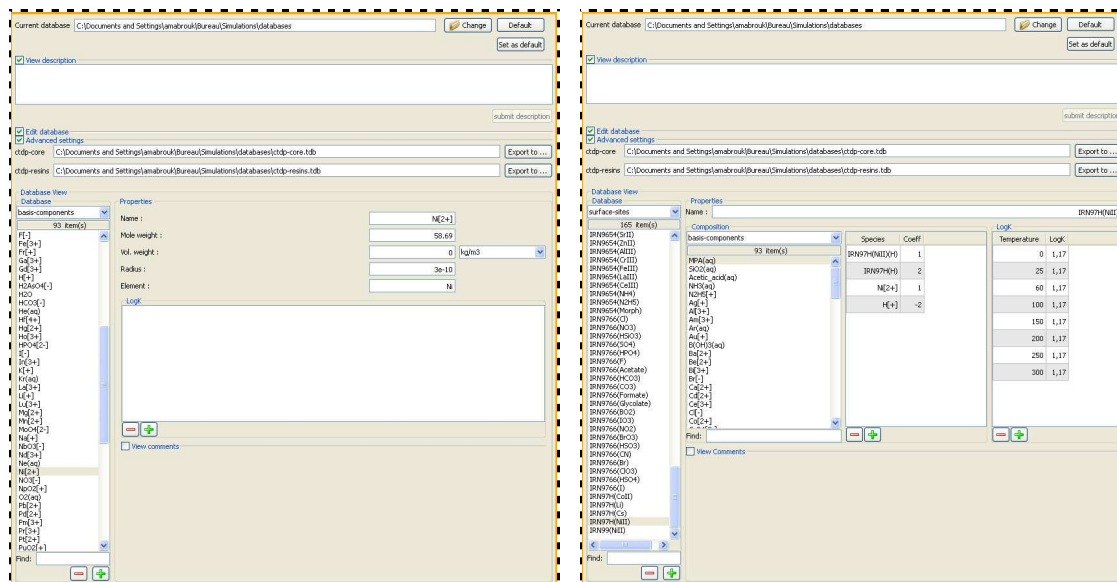 Current database C:\Documents and Settings\amabrouk\Bureau\Simulations\databases Change Default
Set as default
View description
submit description
Edit database
Advanced settings
ctdp-core C:\Documents and Settings\amabrouk\Bureau\Simulations\databases\ctdp-core.tdb Export to ...
ctdp-resins C:\Documents and Settings\amabrouk\Bureau\Simulations\databases\ctdp-resins.tdb Export to ...
Database View
Database
basis-components
93 item(s)
F[-]
Fe[3+]
Fr[+]
Ga[3+]
Gd[3+]
H[+]
H2AsO4[-]
H2O
HCO3[-]
He(aq)
Hf[4+]
Hg[2+]
Ho[3+]
HPO4[2-]
I[-]
In[3+]
K[+]
Kr(aq)
La[3+]
Li[+]
Lu[3+]
Mg[2+]
Mn[2+]
MoO4[2-]
Na[+]
NbO3[-]
Nd[3+]
Ne(aq)
Ni[2+]
NO3[-]
NpO2[+]
O2(aq)
Pb[2+]
Pd[2+]
Pm[3+]
Pr[3+]
Pt[2+]
PuO2[+]
Find:
Properties
Name : Ni[2+]
Mole weight : 58.69
Vol. weight : 0 kg/m3
Radius : 3e-10
Element : Ni
LogK
View comments
Current database C:\Documents and Settings\amabrouk\Bureau\Simulations\databases Change Default
Set as default
View description
submit description
Edit database
Advanced settings
ctdp-core C:\Documents and Settings\amabrouk\Bureau\Simulations\databases\ctdp-core.tdb Export to ...
ctdp-resins C:\Documents and Settings\amabrouk\Bureau\Simulations\databases\ctdp-resins.tdb Export to ...
Database View
Database
surface-sites
165 item(s)
IRN9654(SrII)
IRN9654(ZnII)
IRN9654(AlIII)
IRN9654(CrIII)
IRN9654(FeIII)
IRN9654(LaIII)
IRN9654(CeIII)
IRN9654(NH4)
IRN9654(N2H5)
IRN9654(Morph)
IRN9766(Cl)
IRN9766(NO3)
IRN9766(HSiO3)
IRN9766(SO4)
IRN9766(HPO4)
IRN9766(F)
IRN9766(Acetate)
IRN9766(HCO3)
IRN9766(CO3)
IRN9766(Formate)
IRN9766(Glycolate)
IRN9766(BO2)
IRN9766(IO3)
IRN9766(NO2)
IRN9766(BrO3)
IRN9766(HSO3)
IRN9766(CN)
IRN9766(Br)
IRN9766(ClO3)
IRN9766(HSO4)
IRN9766(I)
IRN97H(CoII)
IRN97H(Li)
IRN97H(Cs)
IRN97H(NiII)
IRN99(NiII)
Find:
Properties
Name : IRN97H(NiII)
Composition
basis-components
93 item(s)
MPA(aq)
SiO2(aq)
Acetic_acid(aq)
NH3(aq)
N2H5[+]
Ag[+]
Al[3+]
Am[3+]
Ar(aq)
Au[+]
B(OH)3(aq)
Ba[2+]
Be[2+]
Bi[3+]
Br[-]
Ca[2+]
Cd[2+]
Ce[3+]
Cl[-]
Co[2+]
Find:
Species Coeff
IRN97H(NiII)(H) 1
IRN97H(H) 2
Ni[2+] 1
H[+] -2
LogK
Temperature LogK
0 1,17
25 1,17
60 1,17
100 1,17
150 1,17
200 1,17
250 1,17
300 1,17
View Comments